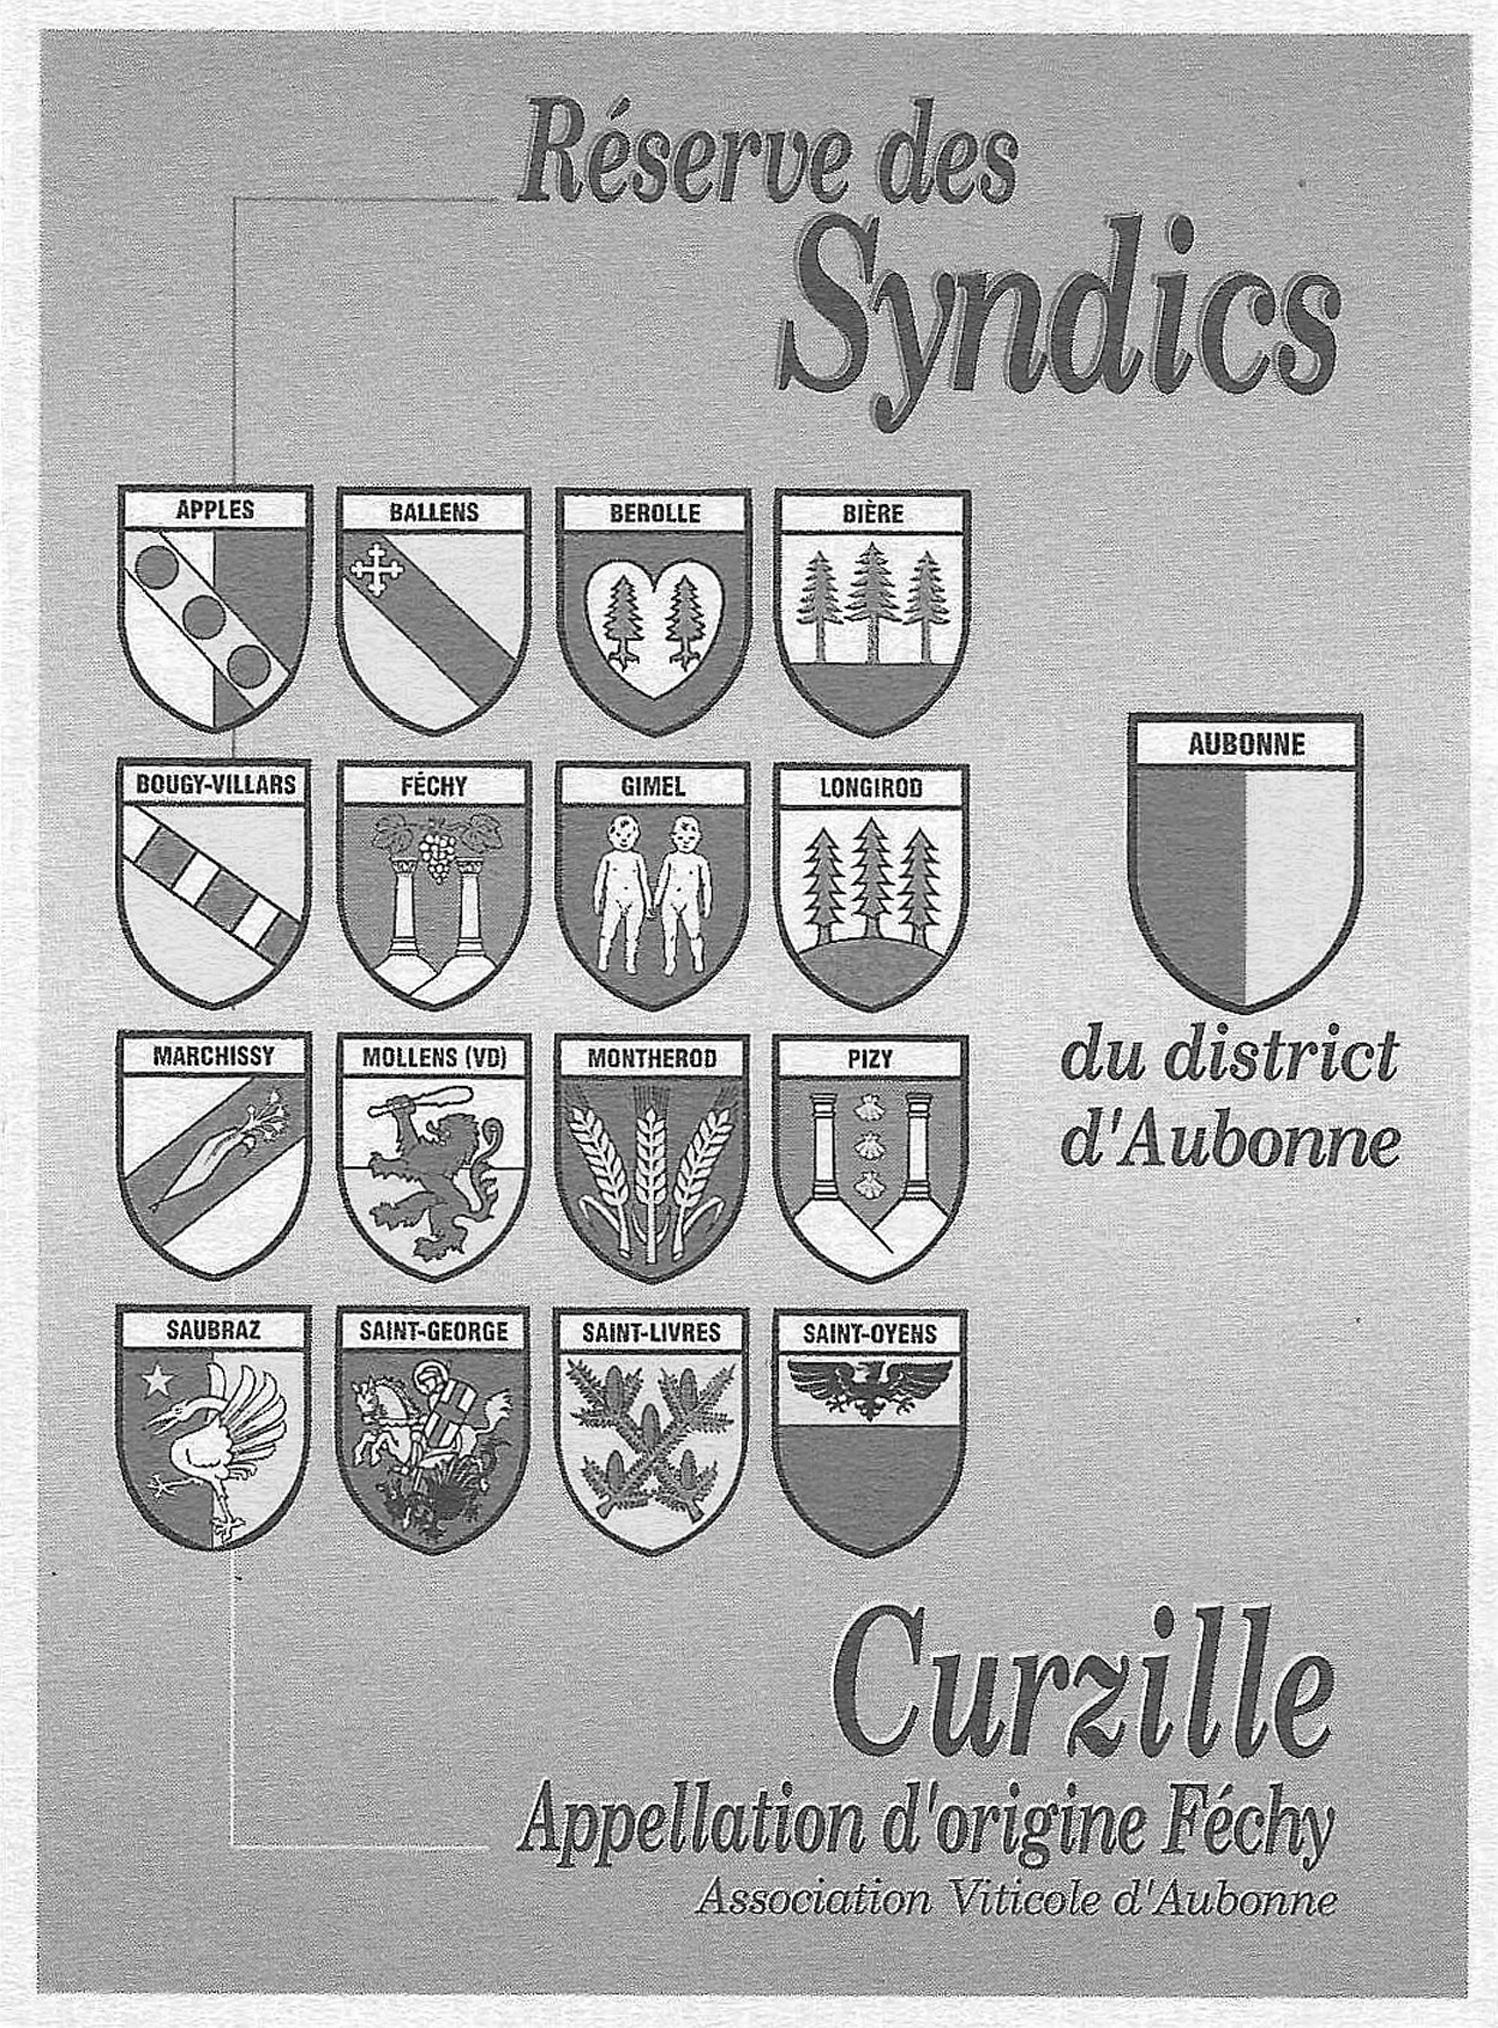 Réserve des
Syndics
APPLES
BALLENS
BEROLLE
BIÈRE
BOUGY-VILLARS
FÉCHY
GIMEL
LONGIROD
AUBONNE
du district
d'Aubonne
MARCHISSY
MOLLENS (VD)
MONTHEROD
PIZY
SAUBRAZ
SAINT-GEORGE
SAINT-LIVRES
SAINT-OYENS
Curzille
Appellation d'origine Féchy
Association Viticole d'Aubonne